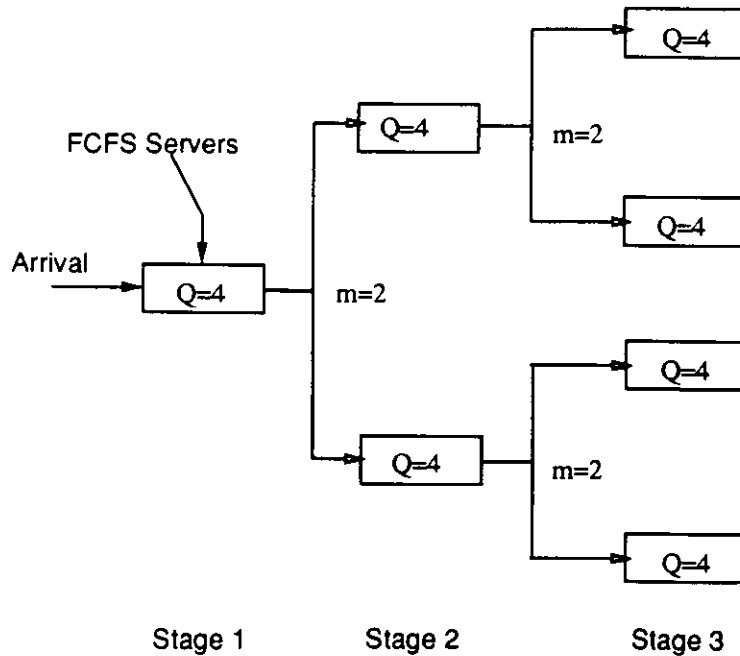 Q=4
Q=4
m=2
FCFS Servers
Q=4
Arrival
Q=4
m=2
Q=4
Q=4
m=2
Q=4
Stage 1
Stage 2
Stage 3